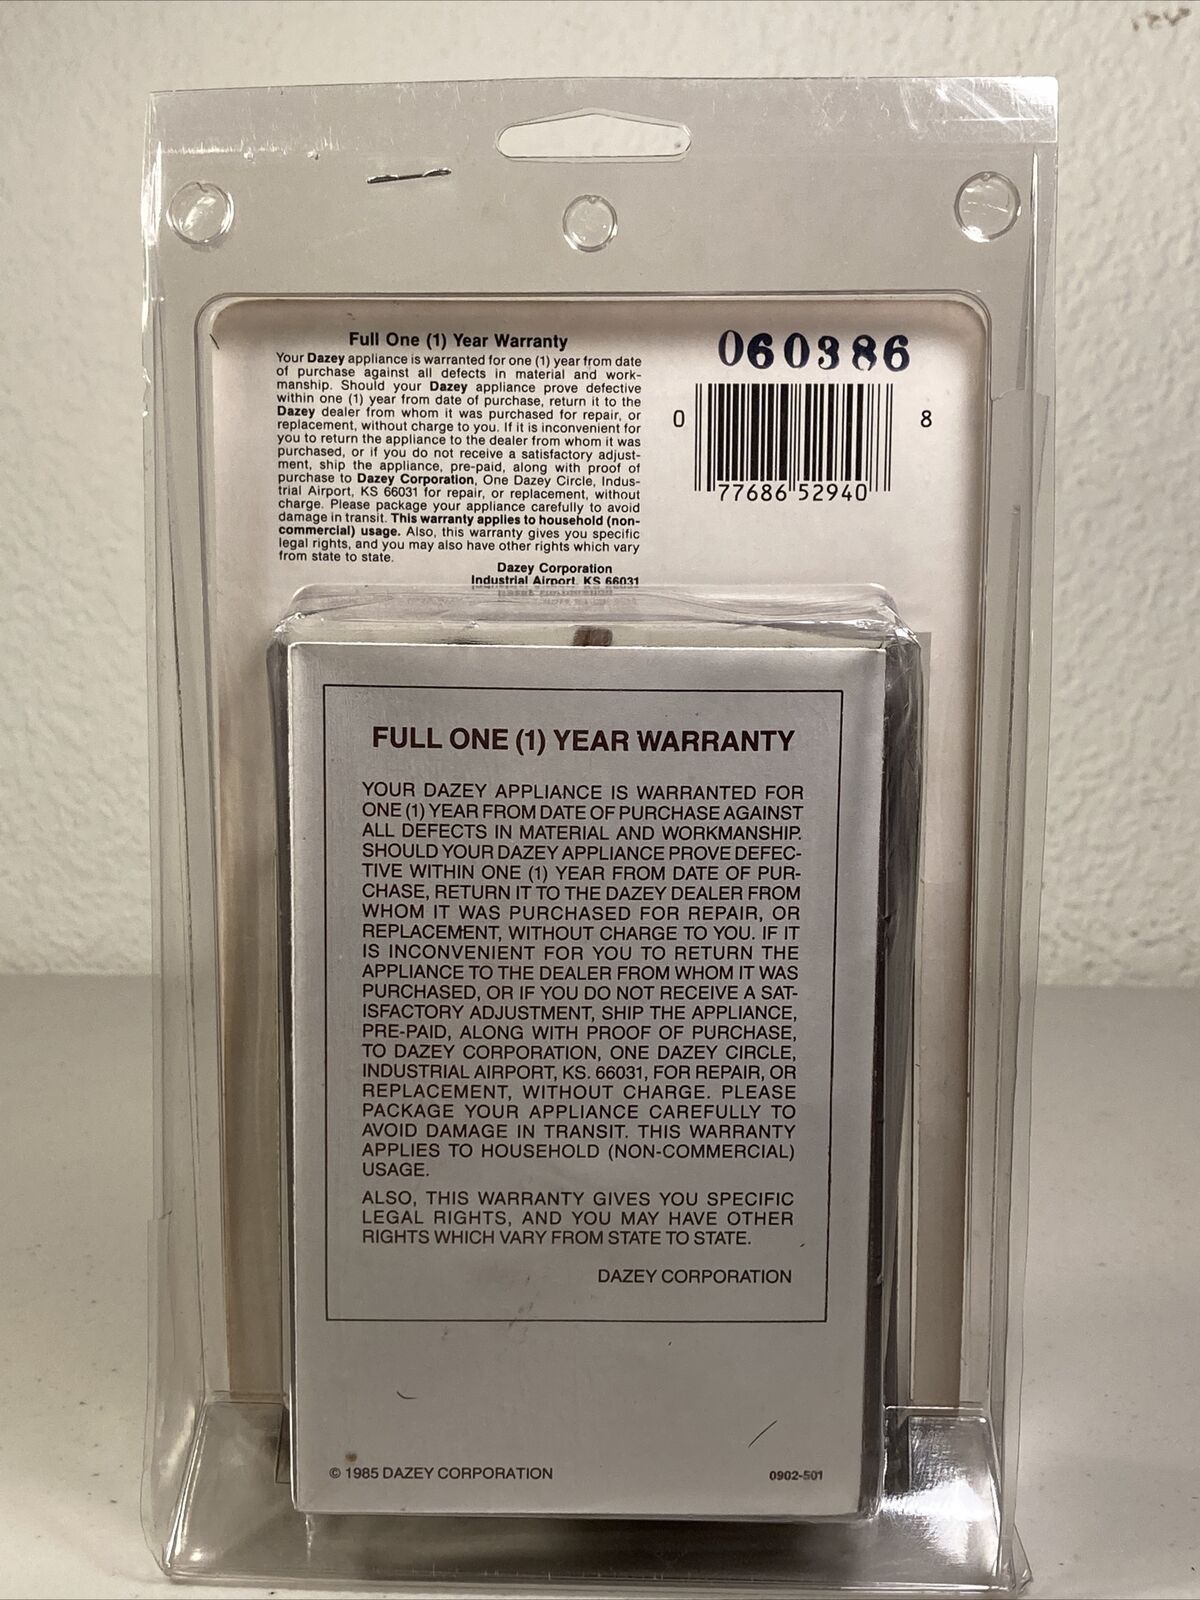 Full One (1) Year Warranty
Your Dazey appliance is warranted for one (1) year from date
of purchase against all defects in material and work-
manship. Should your Dazey appliance prove defective
within one (1) year from date of purchase, return it to the
Dazey dealer from whom it was purchased for repair, or
replacement, without charge to you. If it is inconvenient for
you to return the appliance to the dealer from whom it was
purchased, or if you do not receive a satisfactory adjust-
ment, ship the appliance, pre-paid, along with proof of
purchase to Dazey Corporation, One Dazey Circle, Indus-
trial Airport, KS 66031 for repair, or replacement, without
charge. Please package your appliance carefully to avoid
damage in transit. This warranty applies to household (non-
commercial) usage. Also, this warranty gives you specific
legal rights, and you may also have other rights which vary
from state to state.
Dazey Corporation
Industrial Airport, KS 66031
060386
0 77686 52940 8
FULL ONE (1) YEAR WARRANTY
YOUR DAZEY APPLIANCE IS WARRANTED FOR
ONE (1) YEAR FROM DATE OF PURCHASE AGAINST
ALL DEFECTS IN MATERIAL AND WORKMANSHIP.
SHOULD YOUR DAZEY APPLIANCE PROVE DEFEC-
TIVE WITHIN ONE (1) YEAR FROM DATE OF PUR-
CHASE, RETURN IT TO THE DAZEY DEALER FROM
WHOM IT WAS PURCHASED FOR REPAIR, OR
REPLACEMENT, WITHOUT CHARGE TO YOU. IF IT
IS INCONVENIENT FOR YOU TO RETURN THE
APPLIANCE TO THE DEALER FROM WHOM IT WAS
PURCHASED, OR IF YOU DO NOT RECEIVE A SAT-
ISFACTORY ADJUSTMENT, SHIP THE APPLIANCE,
PRE-PAID, ALONG WITH PROOF OF PURCHASE,
TO DAZEY CORPORATION, ONE DAZEY CIRCLE,
INDUSTRIAL AIRPORT, KS. 66031, FOR REPAIR, OR
REPLACEMENT, WITHOUT CHARGE. PLEASE
PACKAGE YOUR APPLIANCE CAREFULLY TO
AVOID DAMAGE IN TRANSIT. THIS WARRANTY
APPLIES TO HOUSEHOLD (NON-COMMERCIAL)
USAGE.
ALSO, THIS WARRANTY GIVES YOU SPECIFIC
LEGAL RIGHTS, AND YOU MAY HAVE OTHER
RIGHTS WHICH VARY FROM STATE TO STATE.
DAZEY CORPORATION
© 1985 DAZEY CORPORATION
0902-501